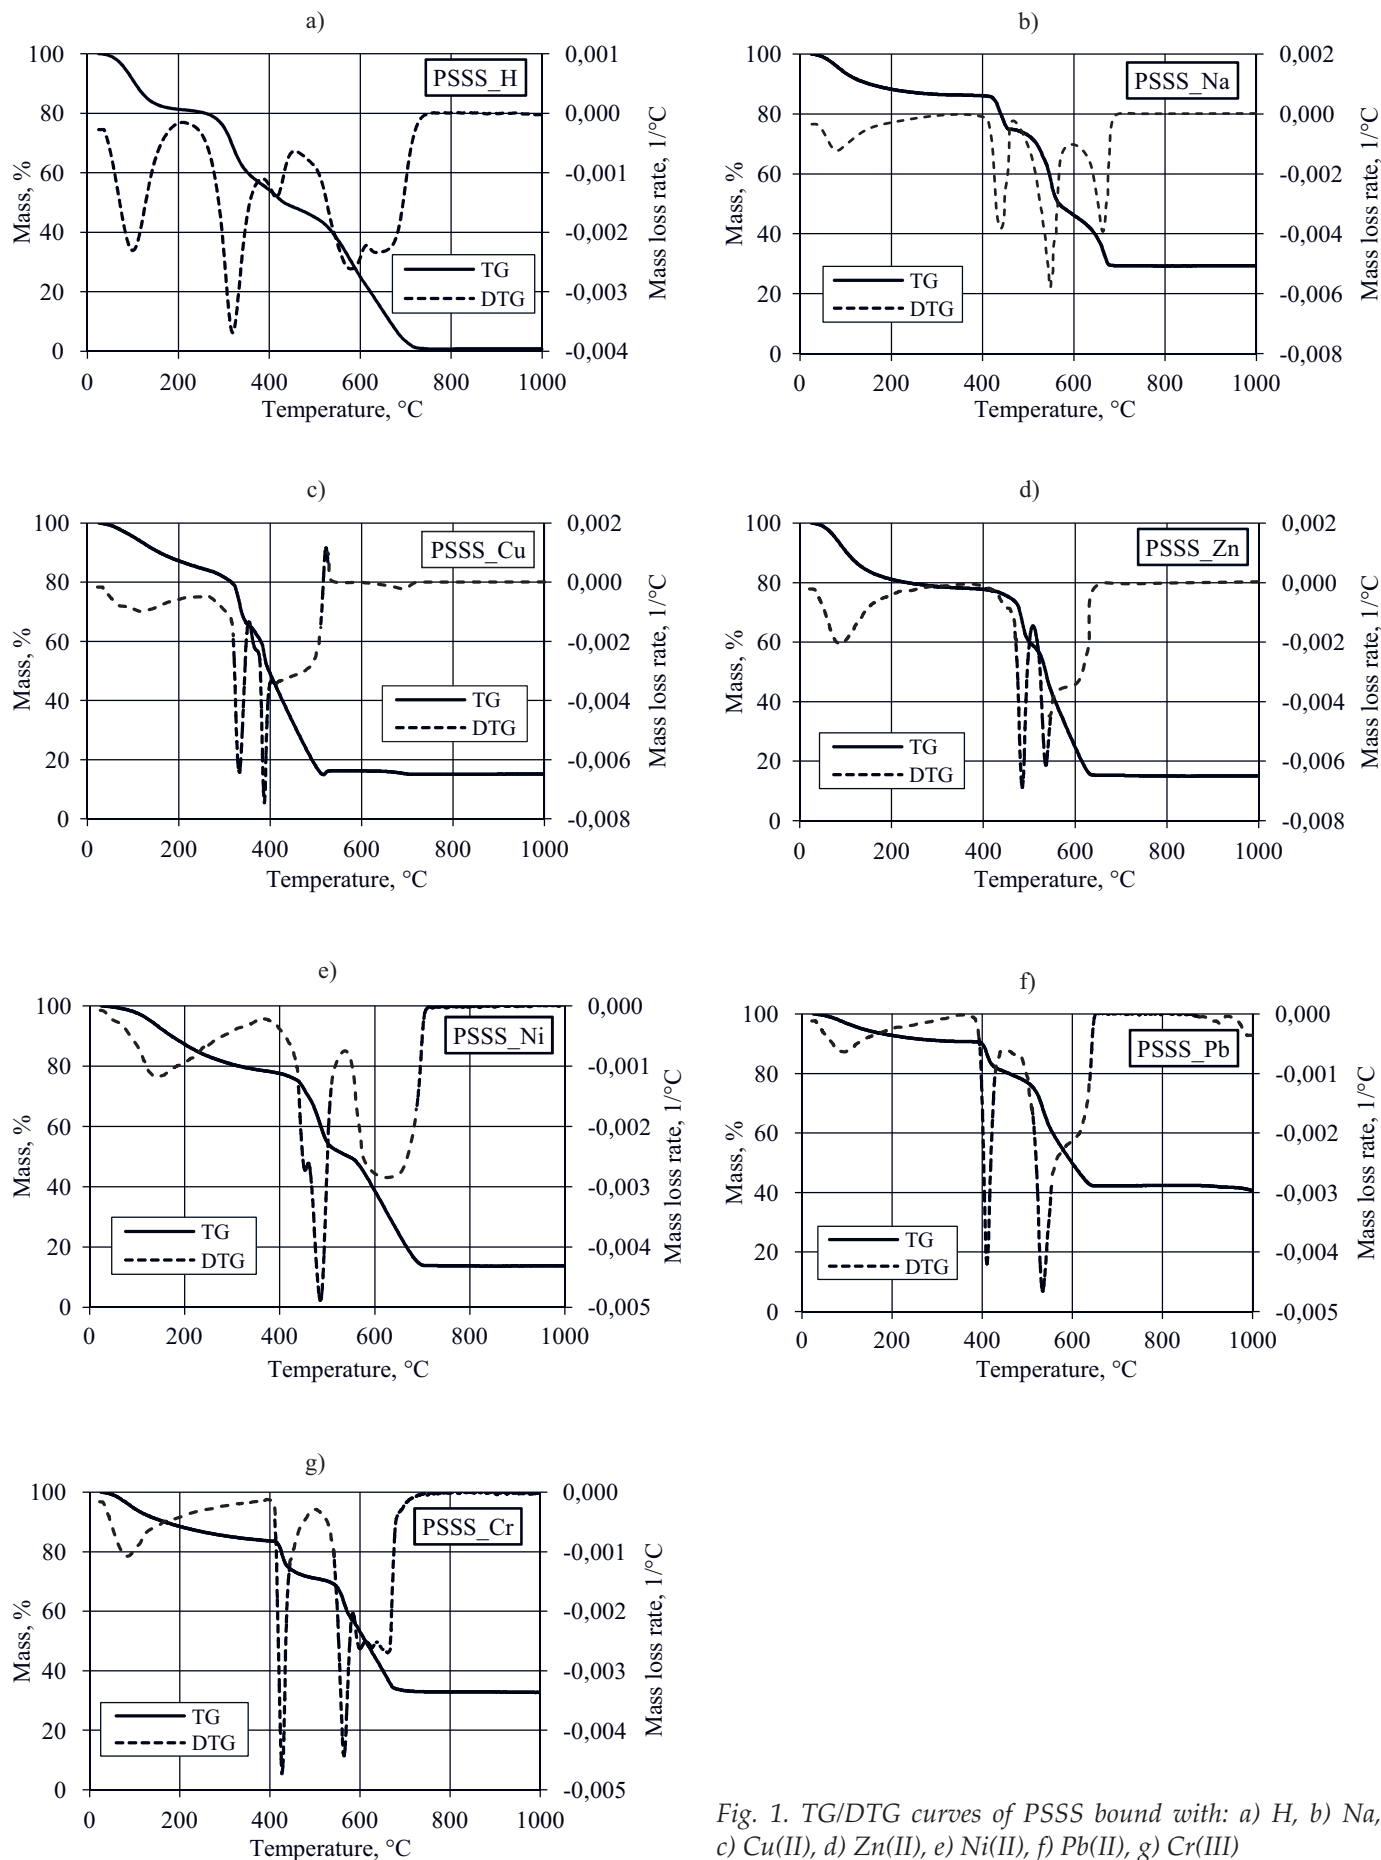 a)
100
80
60
40
20
0
Mass, %
0,001
0,000
-0,001
-0,002
-0,003
-0,004
Mass loss rate, 1/°C
PSSS_H
TG
DTG
0 200 400 600 800 1000
Temperature, °C
b)
100
80
60
40
20
0
Mass, %
0,002
0,000
-0,002
-0,004
-0,006
-0,008
Mass loss rate, 1/°C
PSSS_Na
TG
DTG
0 200 400 600 800 1000
Temperature, °C
c)
100
80
60
40
20
0
Mass, %
0,002
0,000
-0,002
-0,004
-0,006
-0,008
Mass loss rate, 1/°C
PSSS_Cu
TG
DTG
0 200 400 600 800 1000
Temperature, °C
d)
100
80
60
40
20
0
Mass, %
0,002
0,000
-0,002
-0,004
-0,006
-0,008
Mass loss rate, 1/°C
PSSS_Zn
TG
DTG
0 200 400 600 800 1000
Temperature, °C
e)
100
80
60
40
20
0
Mass, %
0,000
-0,001
-0,002
-0,003
-0,004
-0,005
Mass loss rate, 1/°C
PSSS_Ni
TG
DTG
0 200 400 600 800 1000
Temperature, °C
f)
100
80
60
40
20
0
Mass, %
0,000
-0,001
-0,002
-0,003
-0,004
-0,005
Mass loss rate, 1/°C
PSSS_Pb
TG
DTG
0 200 400 600 800 1000
Temperature, °C
g)
100
80
60
40
20
0
Mass, %
0,000
-0,001
-0,002
-0,003
-0,004
-0,005
Mass loss rate, 1/°C
PSSS_Cr
TG
DTG
0 200 400 600 800 1000
Temperature, °C
Fig. 1. TG/DTG curves of PSSS bound with: a) H, b) Na,
c) Cu(II), d) Zn(II), e) Ni(II), f) Pb(II), g) Cr(III)